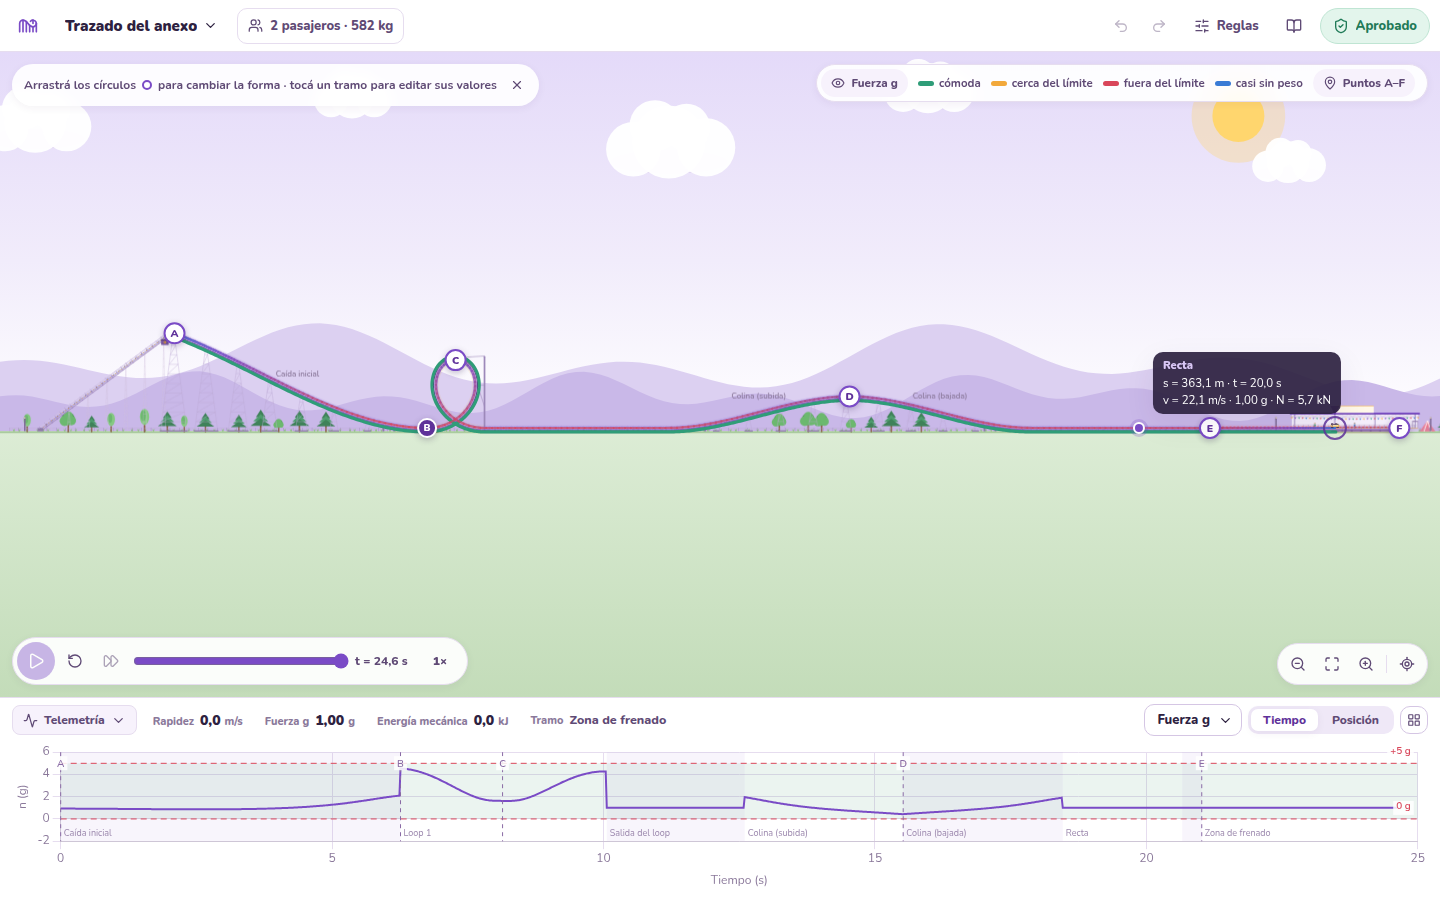 Trazado del anexo
2 pasajeros · 582 kg
Reglas
Aprobado
Arrastrá los círculos para cambiar la forma · tocá un tramo para editar sus valores
Fuerza g
cómoda
cerca del límite
fuera del límite
casi sin peso
Puntos A–F
A
Caída inicial
C
B
Colina (subida)
D
Colina (bajada)
Recta
s = 363,1 m · t = 20,0 s
v = 22,1 m/s · 1,00 g · N = 5,7 kN
E
F
t = 24,6 s
1×
Telemetría
Rapidez 0,0 m/s
Fuerza g 1,00 g
Energía mecánica 0,0 kJ
Tramo Zona de frenado
Fuerza g
Tiempo
Posición
n (g)
6
4
2
0
-2
A
B
C
D
E
+5 g
0 g
Caída inicial
Loop 1
Salida del loop
Colina (subida)
Colina (bajada)
Recta
Zona de frenado
0
5
10
15
20
25
Tiempo (s)